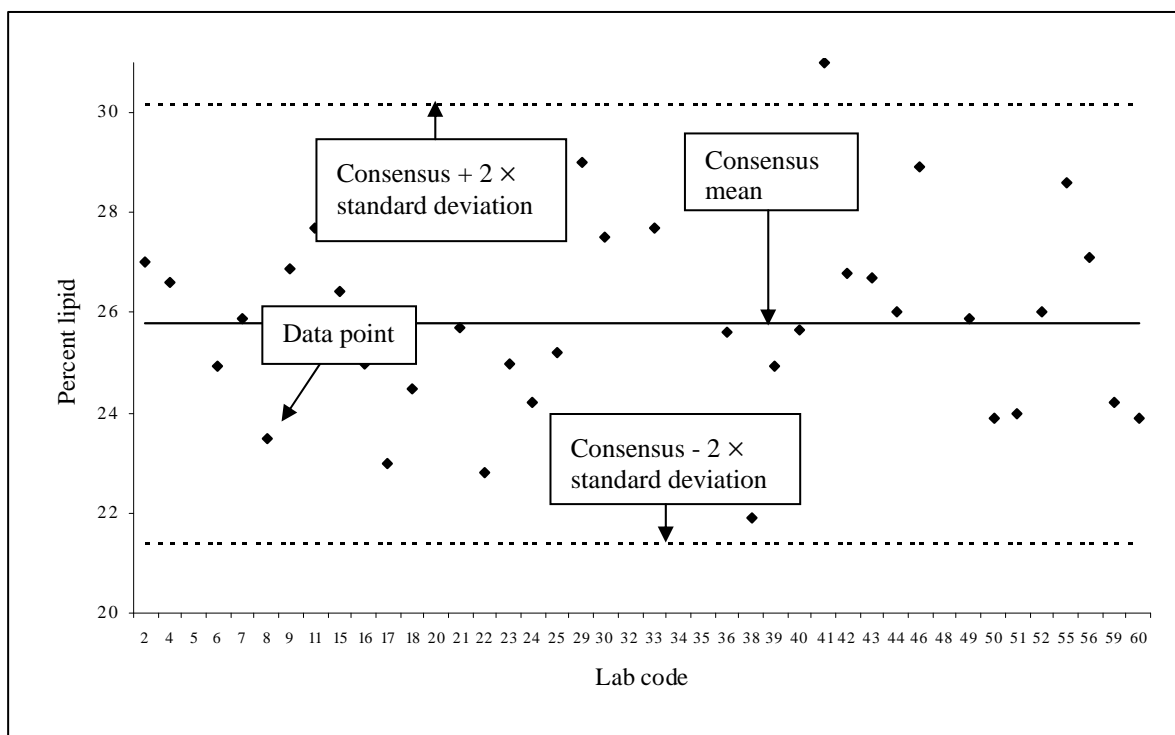 30
28
26
24
22
20
Percent lipid
Consensus + 2 ×
standard deviation
Consensus
mean
Data point
Consensus - 2 ×
standard deviation
2 4 5 6 7 8 9 11 15 16 17 18 20 21 22 23 24 25 29 30 32 33 34 35 36 38 39 40 41 42 43 44 46 48 49 50 51 52 55 56 59 60
Lab code